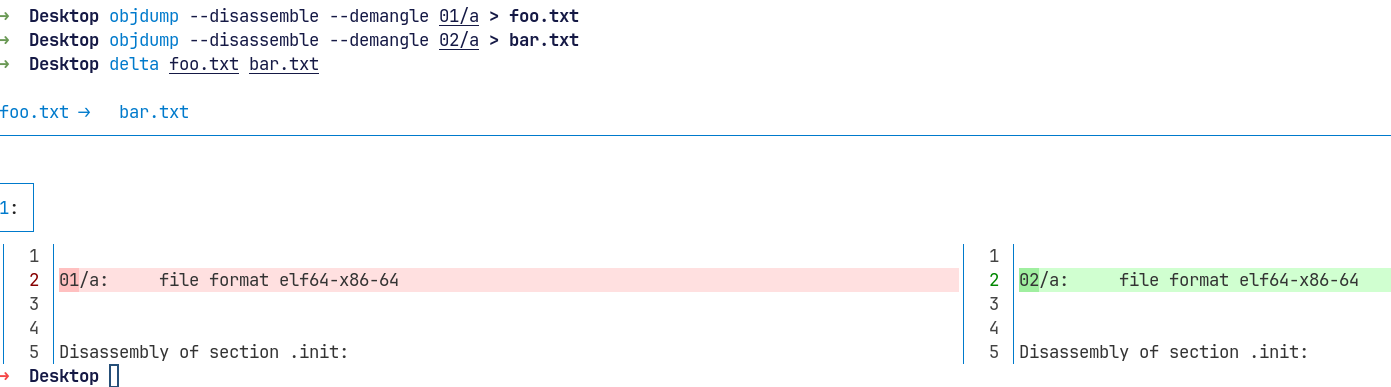 → Desktop objdump --disassemble --demangle 01/a > foo.txt
→ Desktop objdump --disassemble --demangle 02/a > bar.txt
→ Desktop delta foo.txt bar.txt
foo.txt → bar.txt
1:
1 1
2 01/a:     file format elf64-x86-64 2 02/a:     file format elf64-x86-64
3 3
4 4
5 Disassembly of section .init: 5 Disassembly of section .init:
→ Desktop